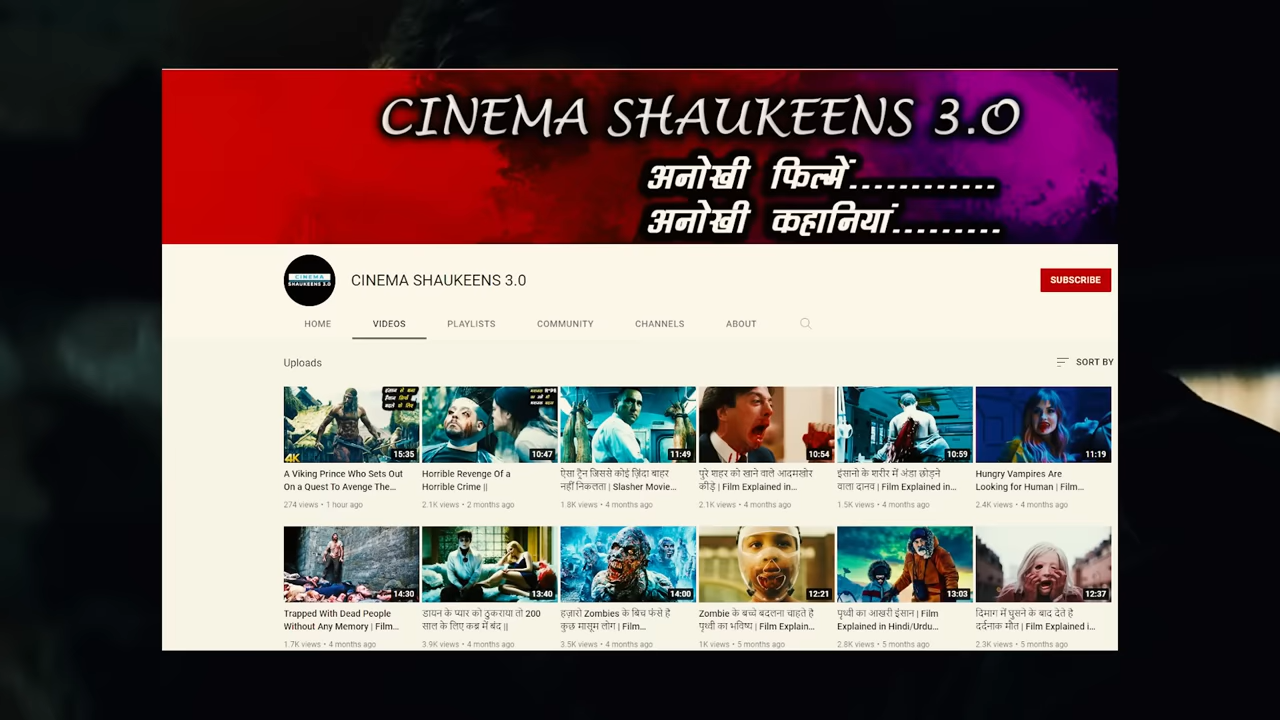 CINEMA SHAUKEENS 3.0
अनोखी फिल्में............
अनोखी कहानियां.........
CINEMA
SHAUKEENS 3.0
CINEMA SHAUKEENS 3.0
SUBSCRIBE
HOME VIDEOS PLAYLISTS COMMUNITY CHANNELS ABOUT
Uploads
SORT BY
4K
15:35 10:47 11:49 10:54 10:59 11:19
A Viking Prince Who Sets Out
On a Quest To Avenge The...
274 views • 1 hour ago
Horrible Revenge Of a
Horrible Crime ||
2.1K views • 2 months ago
ऐसा ट्रैन जिससे कोई ज़िंदा बाहर
नहीं निकलता | Slasher Movie...
1.8K views • 4 months ago
पुरे शहर को खाने वाले आदमखोर
कीड़ें | Film Explained in...
2.1K views • 4 months ago
इंसानो के शरीर में अंडा छोड़ने
वाला दानव | Film Explained in...
1.5K views • 4 months ago
Hungry Vampires Are
Looking for Human | Film...
2.4K views • 4 months ago
14:30 13:40 14:00 12:21 13:03 12:37
Trapped With Dead People
Without Any Memory | Film...
1.7K views • 4 months ago
डायन के प्यार को ठुकराया तो 200
साल के लिए कब्र में बंद ||
3.9K views • 4 months ago
हज़ारो Zombies के बिच फंसे है
कुछ मासूम लोग | Film...
3.5K views • 4 months ago
Zombie के बच्चे बदलना चाहते है
पृथ्वी का भविष्य | Film Explain...
1K views • 5 months ago
पृथ्वी का आखरी इंसान | Film
Explained in Hindi/Urdu...
2.8K views • 5 months ago
दिमाग में घुसने के बाद देते है
दर्दनाक मौत | Film Explained i...
2.3K views • 5 months ago